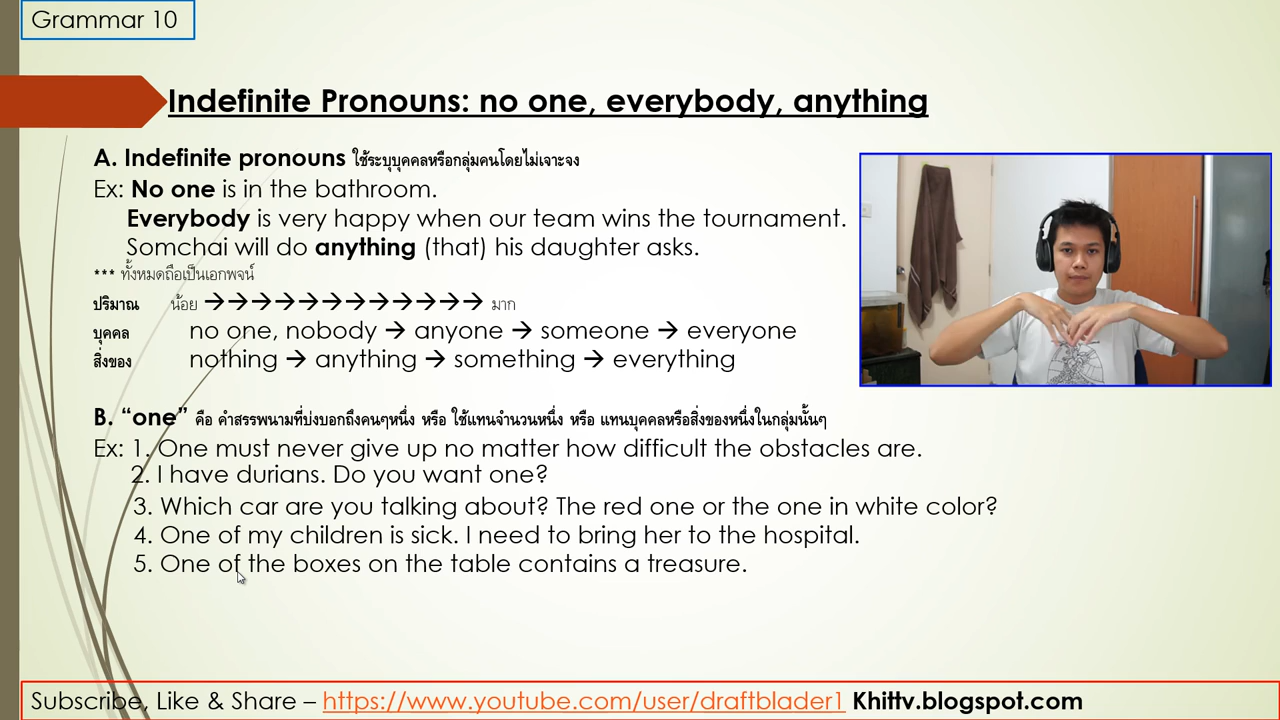 Grammar 10
Indefinite Pronouns: no one, everybody, anything
A. Indefinite pronouns ใช้ระบุบุคคลหรือกลุ่มคนโดยไม่เจาะจง
Ex: No one is in the bathroom.
Everybody is very happy when our team wins the tournament.
Somchai will do anything (that) his daughter asks.
*** ทั้งหมดถือเป็นเอกพจน์
ปริมาณ น้อย →→→→→→→→→→→→ มาก
บุคคล no one, nobody → anyone → someone → everyone
สิ่งของ nothing → anything → something → everything
B. “one” คือ คำสรรพนามที่บ่งบอกถึงคนๆหนึ่ง หรือ ใช้แทนจำนวนหนึ่ง หรือ แทนบุคคลหรือสิ่งของหนึ่งในกลุ่มนั้นๆ
Ex: 1. One must never give up no matter how difficult the obstacles are.
2. I have durians. Do you want one?
3. Which car are you talking about? The red one or the one in white color?
4. One of my children is sick. I need to bring her to the hospital.
5. One of the boxes on the table contains a treasure.
Subscribe, Like & Share – https://www.youtube.com/user/draftblader1 Khittv.blogspot.com